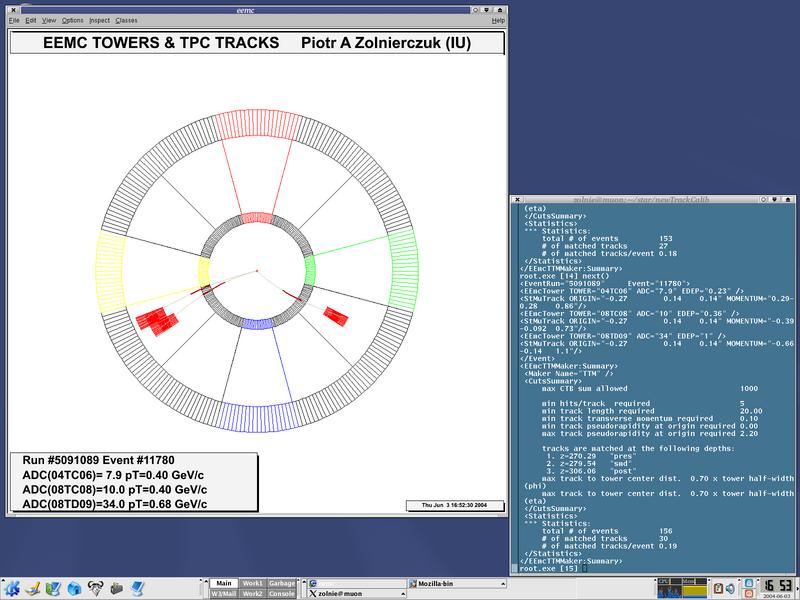 eemc
File Edit View Options Inspect Classes Help
EEMC TOWERS & TPC TRACKS Piotr A Zolnierczuk (IU)
Run #5091089 Event #11780
ADC(04TC06)= 7.9 pT=0.40 GeV/c
ADC(08TC08)=10.0 pT=0.40 GeV/c
ADC(08TD09)=34.0 pT=0.68 GeV/c
Thu Jun 3 16:52:30 2004
zolnie@muon: ~/star/newTrackCalib
(eta)
</CutsSummary>
<Statistics>
*** Statistics:
total # of events 153
# of matched tracks 27
# of matched tracks/event 0.18
</Statistics>
</EEmcTTMMaker:Summary>
root.exe [14] next()
<EventRun="5091089" Event="11780">
<EEmcTower TOWER="04TC06" ADC="7.9" EDEP="0.23" />
<StMuTrack ORIGIN="-0.27 0.14 0.14" MOMENTUM="0.29-
0.28 0.86"/>
<EEmcTower TOWER="08TC08" ADC="10" EDEP="0.36" />
<StMuTrack ORIGIN="-0.27 0.14 0.14" MOMENTUM="-0.39
-0.092 0.73"/>
<EEmcTower TOWER="08TD09" ADC="34" EDEP="1" />
<StMuTrack ORIGIN="-0.27 0.14 0.14" MOMENTUM="-0.66
-0.14 1.1"/>
</Event>
<EEmcTTMMaker:Summary>
<Maker Name="TTM" />
<CutsSummary>
max CTB sum allowed 1000
min hits/track required 5
min track length required 20.00
min track transverse momentum required 0.10
min track pseudorapidity at origin required 0.00
max track pseudorapidity at origin required 2.20
tracks are matched at the following depths:
1. z=270.29 "pres"
2. z=279.54 "smd"
3. z=306.06 "post"
max track to tower center dist. 0.70 x tower half-width
(phi)
max track to tower center dist. 0.70 x tower half-width
(eta)
</CutsSummary>
<Statistics>
*** Statistics:
total # of events 156
# of matched tracks 30
# of matched tracks/event 0.19
</Statistics>
</EEmcTTMMaker:Summary>
root.exe [15]
Main Work1 Garbage
W3/Mail Work2 Console
Mozilla-bin
zolnie@muon
CPU Mem
16 53
2004-06-03